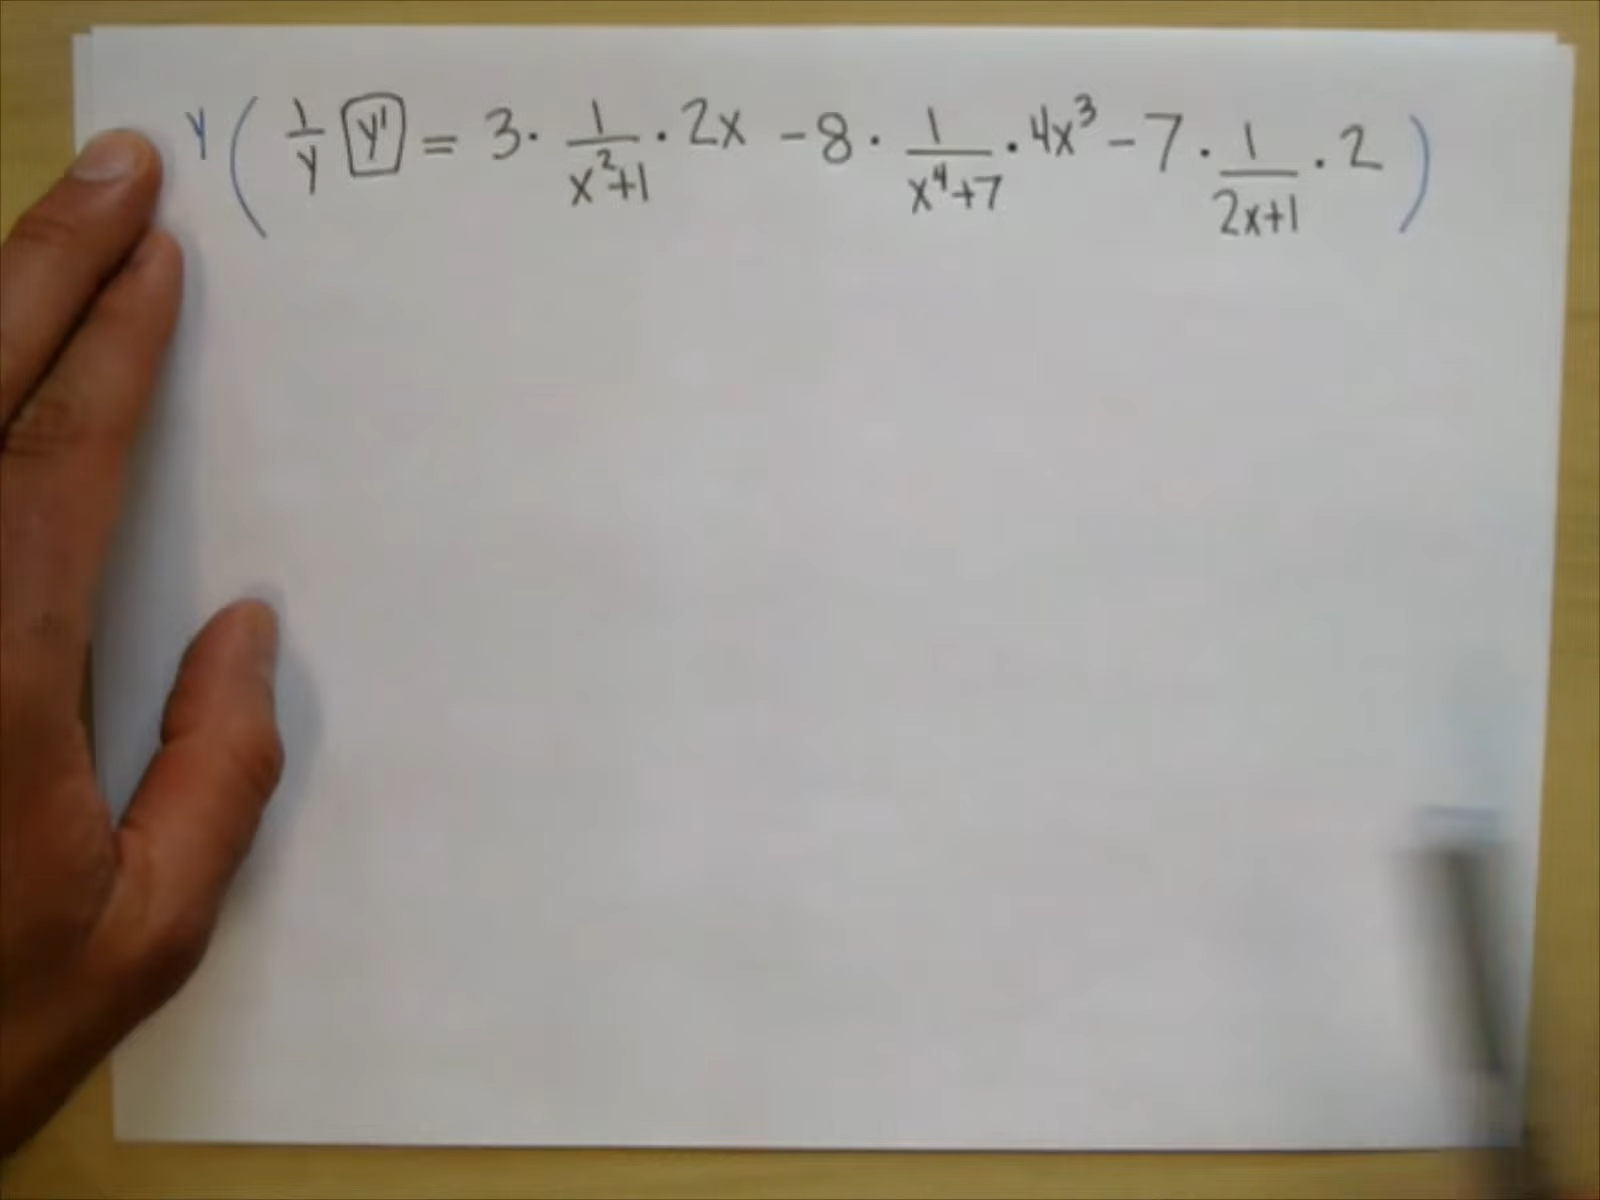 y ( 1/y y' = 3 · 1/(x²+1) · 2x - 8 · 1/(x⁴+7) · 4x³ - 7 · 1/(2x+1) · 2 )